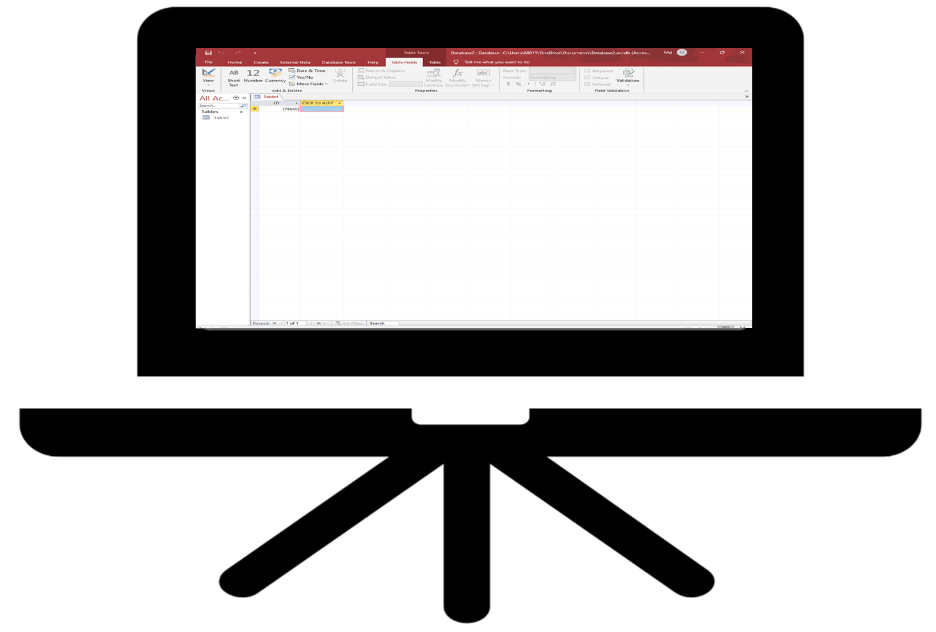 Table Tools Database2 : Database- C:\Users\88019\OneDrive\Documents\Database2.accdb (Acces... Md
File Home Create External Data Database Tools Help Table Fields Table Tell me what you want to do
View
AB Short Text
12 Number
Currency
Date & Time
Yes/No
More Fields
Delete
Name & Caption
Default Value
Field Size
Modify Lookups
Modify Expression
Memo Settings
Data Type:
Format: Formatting
Required
Unique
Indexed
Validation
Views Add & Delete Properties Formatting Field Validation
All Ac...
Search...
Tables
Table1
Table1
ID Click to Add
(New)
Record: 1 of 1 No Filter Search